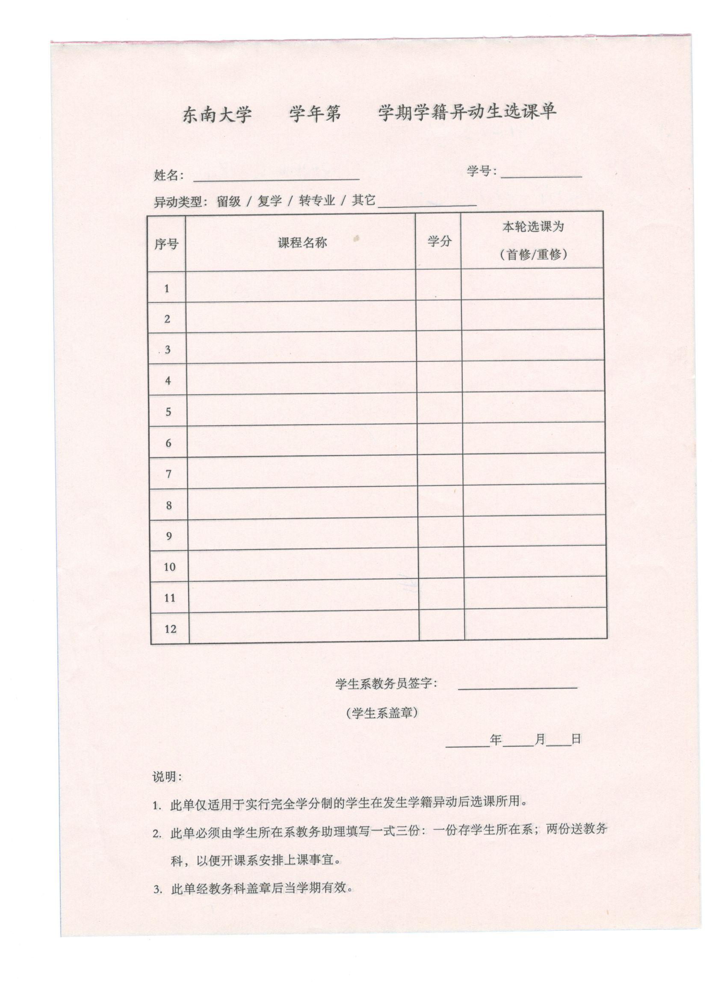 东南大学 学年第 学期学籍异动生选课单
姓名： 学号：
异动类型：留级 / 复学 / 转专业 / 其它
序号 课程名称 学分 本轮选课为
（首修/重修）
1
2
3
4
5
6
7
8
9
10
11
12
学生系教务员签字：
（学生系盖章）
年 月 日
说明：
1. 此单仅适用于实行完全学分制的学生在发生学籍异动后选课所用。
2. 此单必须由学生所在系教务助理填写一式三份：一份存学生所在系；两份送教务
科，以便开课系安排上课事宜。
3. 此单经教务科盖章后当学期有效。